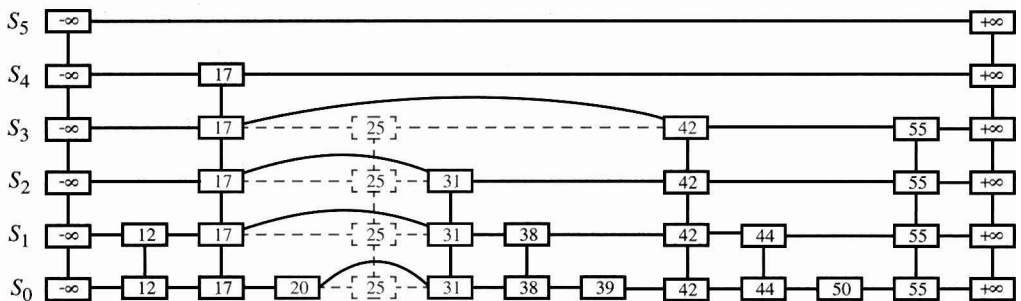 S5 -∞ +∞
S4 -∞ 17 +∞
S3 -∞ 17 25 42 55 +∞
S2 -∞ 17 25 31 42 55 +∞
S1 -∞ 12 17 25 31 38 42 44 55 +∞
S0 -∞ 12 17 20 25 31 38 39 42 44 50 55 +∞